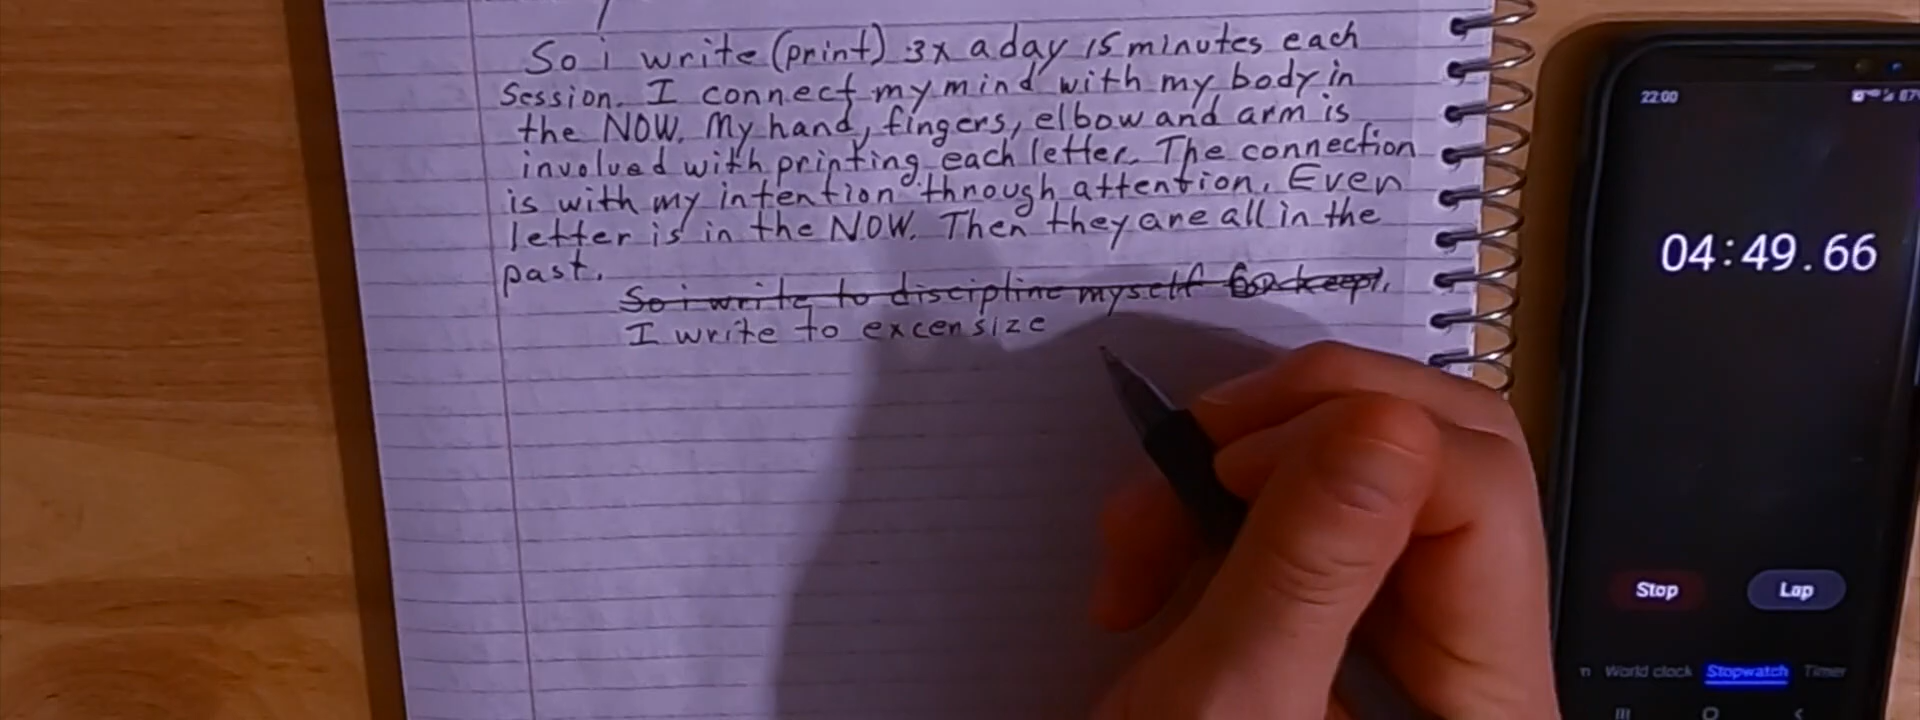 So i write (print) 3x a day 15 minutes each
Session. I connect my mind with my body in
the NOW. My hand, fingers, elbow and arm is
involved with printing each letter. The connection
is with my intention through attention. Even
letter is in the NOW. Then they are all in the
past.
So i write to discipline myself to keep.
I write to excensize
22:00
87%
04:49.66
Stop
Lap
World clock
Stopwatch
Timer